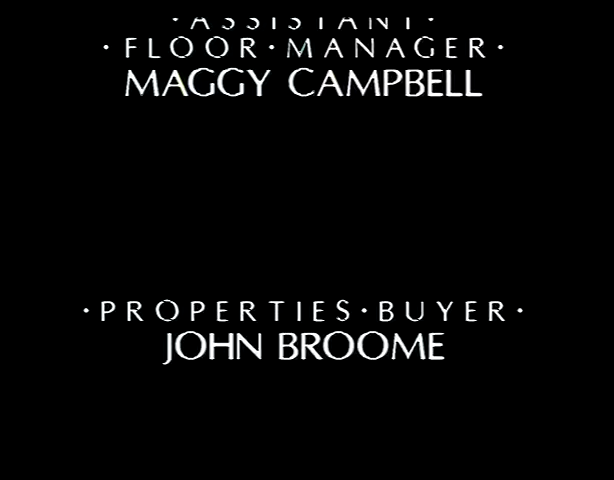 ·ASSISTANT·
·FLOOR·MANAGER·
MAGGY CAMPBELL
·PROPERTIES·BUYER·
JOHN BROOME